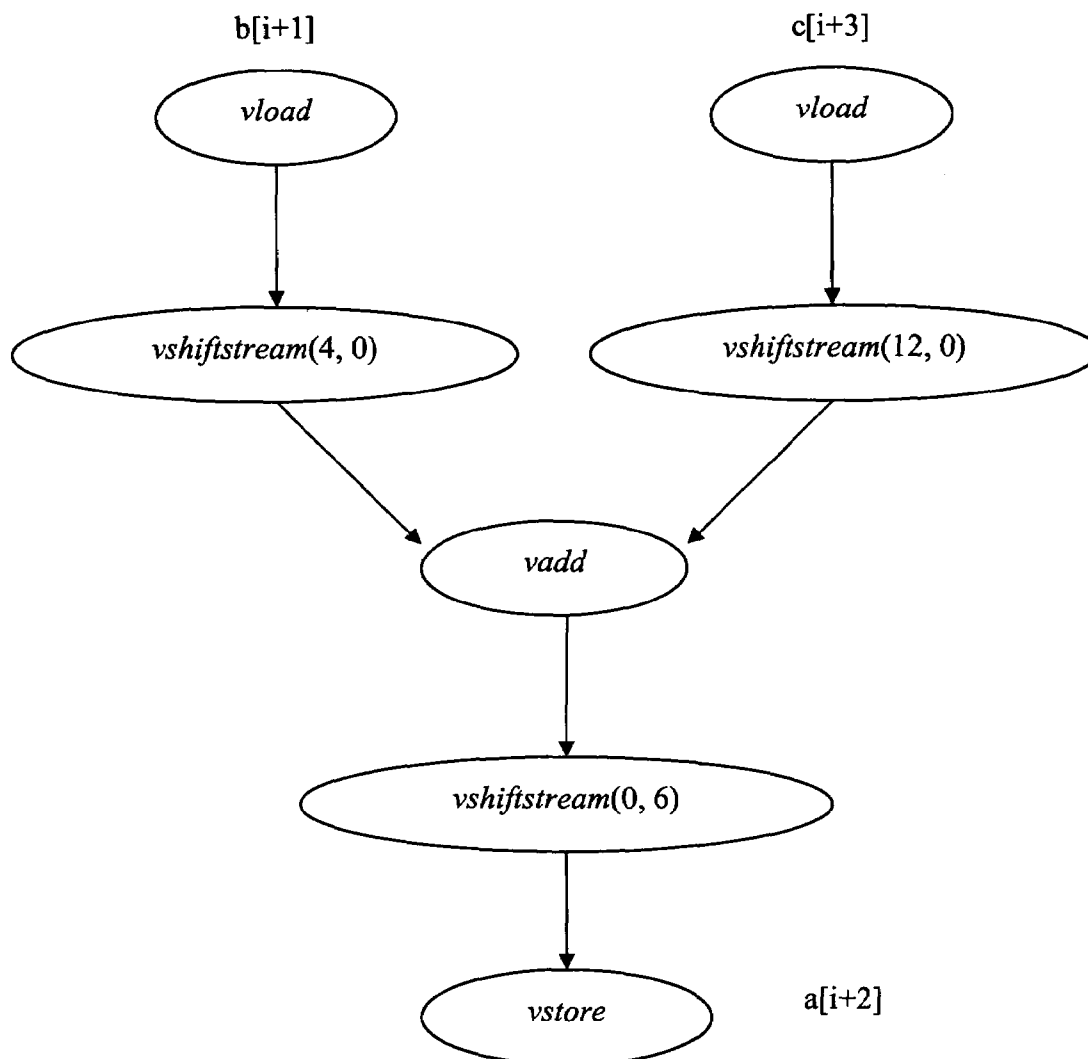 b[i+1]
c[i+3]
vload
vload
vshiftstream(4, 0)
vshiftstream(12, 0)
vadd
vshiftstream(0, 6)
vstore
a[i+2]